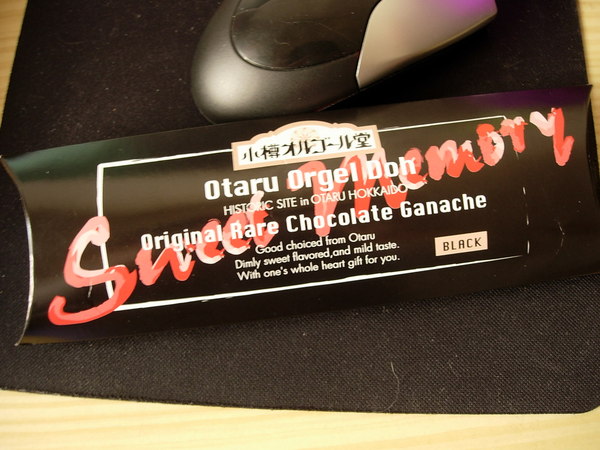 小樽オルゴール堂
Otaru Orgel Doh
HISTORIC SITE in OTARU HOKKAIDO
Sweet Memory
Original Rare Chocolate Ganache
Good choiced from Otaru
Dimly sweet flavored,and mild taste.
With one's whole heart gift for you.
BLACK